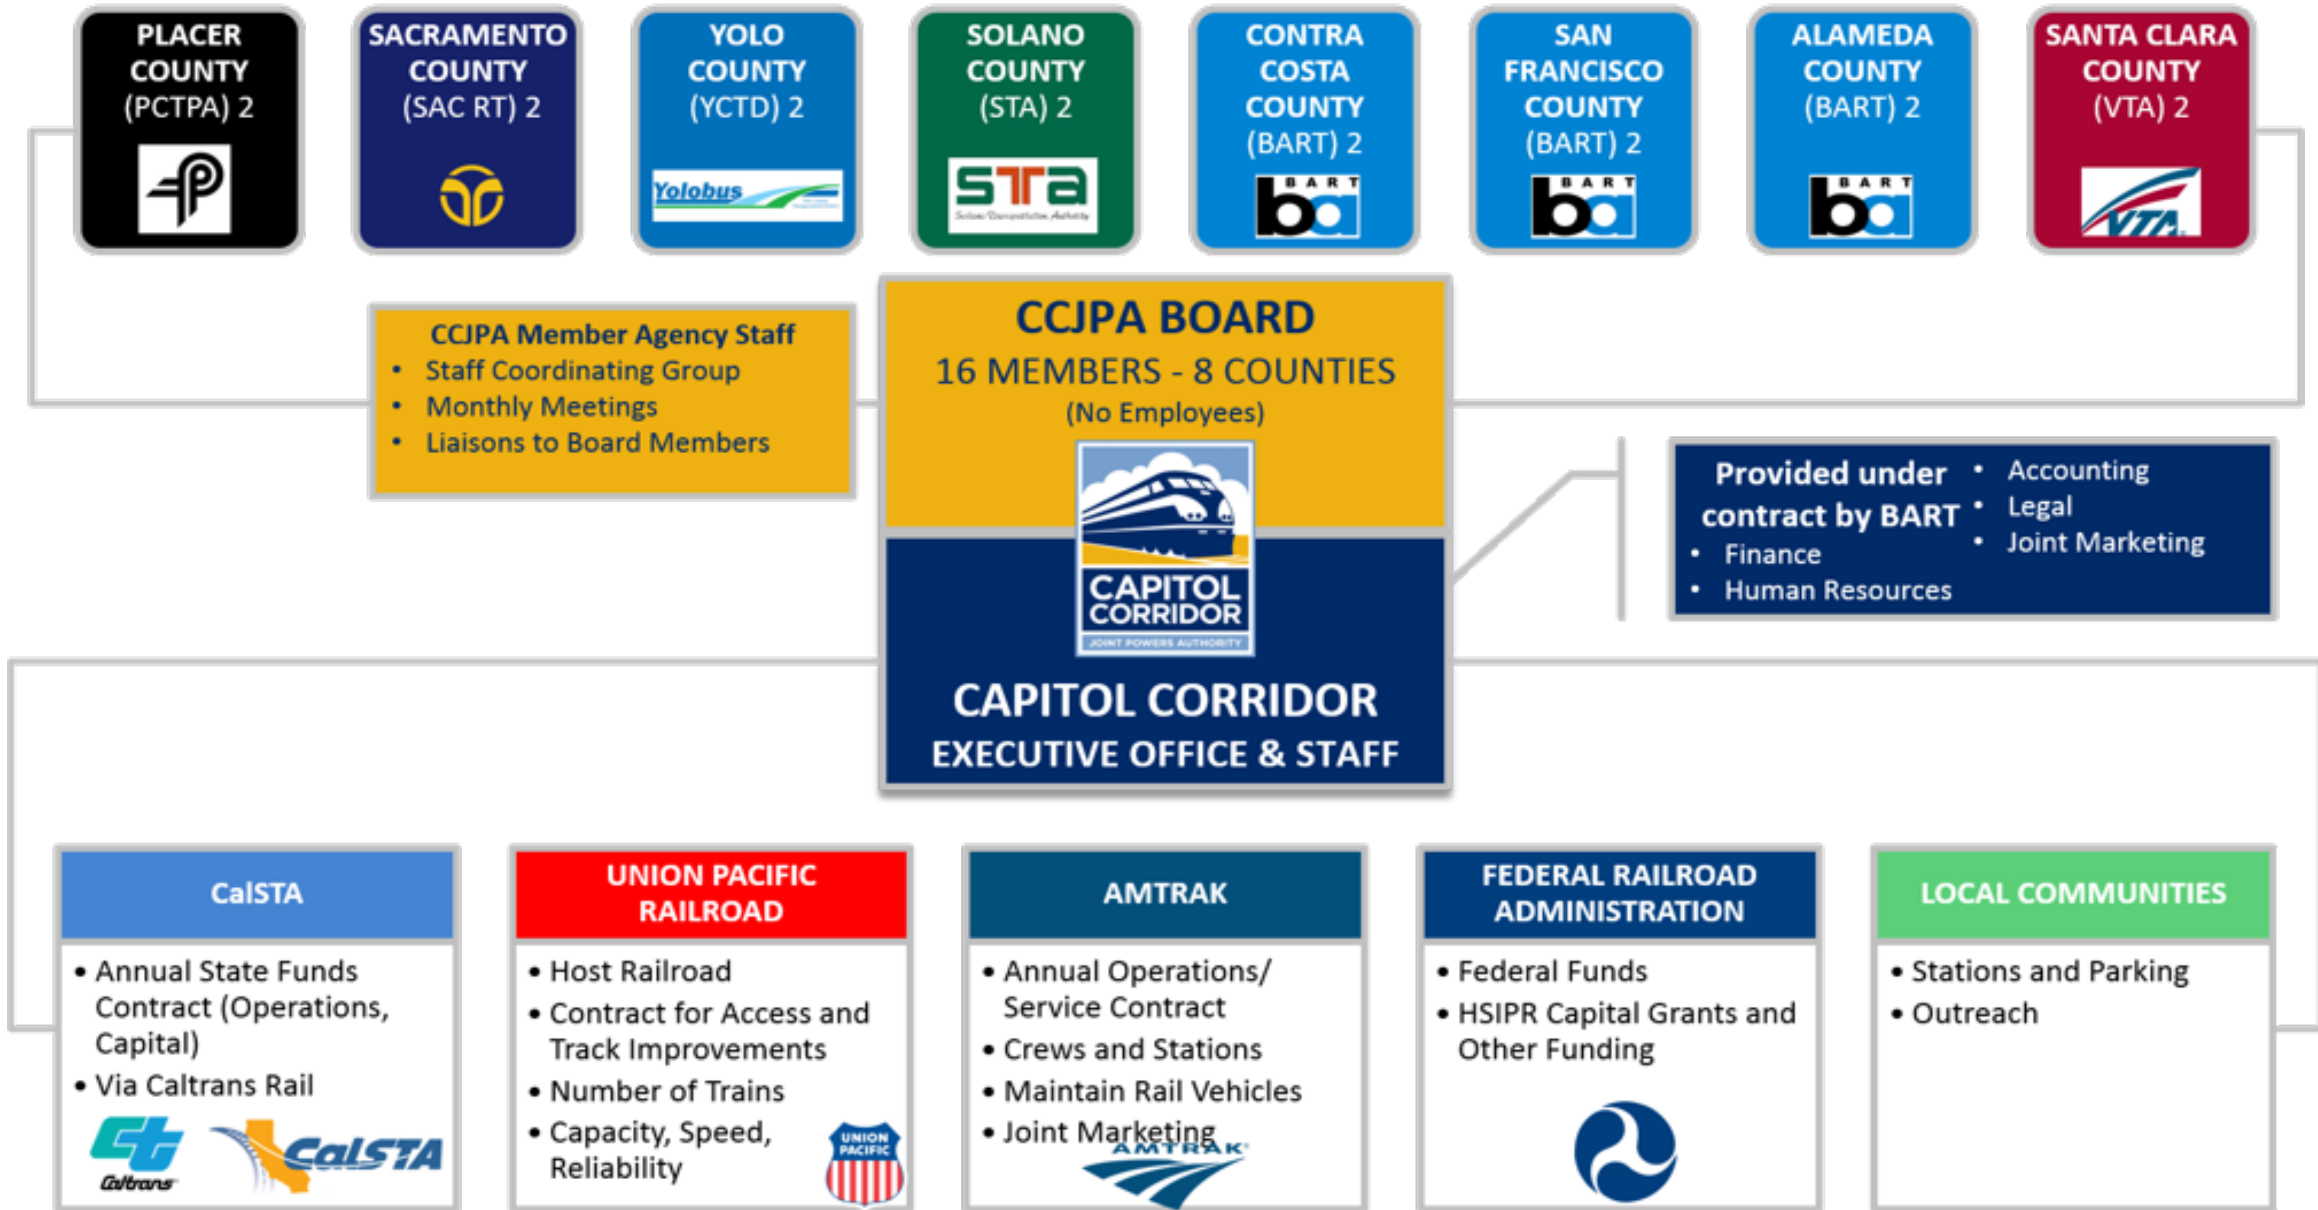 PLACER
COUNTY
(PCTPA) 2
SACRAMENTO
COUNTY
(SAC RT) 2
YOLO
COUNTY
(YCTD) 2
Yolobus
SOLANO
COUNTY
(STA) 2
STa
Solano Transportation Authority
CONTRA
COSTA
COUNTY
(BART) 2
BART
ba
SAN
FRANCISCO
COUNTY
(BART) 2
BART
ba
ALAMEDA
COUNTY
(BART) 2
BART
ba
SANTA CLARA
COUNTY
(VTA) 2
VTA
CCJPA Member Agency Staff
• Staff Coordinating Group
• Monthly Meetings
• Liaisons to Board Members
CCJPA BOARD
16 MEMBERS - 8 COUNTIES
(No Employees)
CAPITOL
CORRIDOR
JOINT POWERS AUTHORITY
CAPITOL CORRIDOR
EXECUTIVE OFFICE & STAFF
Provided under
contract by BART
• Finance
• Human Resources
• Accounting
• Legal
• Joint Marketing
CalSTA
• Annual State Funds
Contract (Operations,
Capital)
• Via Caltrans Rail
ct
Caltrans
CalSTA
UNION PACIFIC
RAILROAD
• Host Railroad
• Contract for Access and
Track Improvements
• Number of Trains
• Capacity, Speed,
Reliability
UNION
PACIFIC
AMTRAK
• Annual Operations/
Service Contract
• Crews and Stations
• Maintain Rail Vehicles
• Joint Marketing
AMTRAK
FEDERAL RAILROAD
ADMINISTRATION
• Federal Funds
• HSIPR Capital Grants and
Other Funding
LOCAL COMMUNITIES
• Stations and Parking
• Outreach